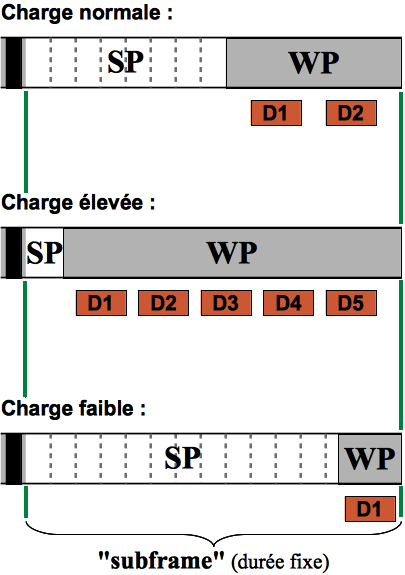 Charge normale :
SP WP
D1 D2
Charge élevée :
SP WP
D1 D2 D3 D4 D5
Charge faible :
SP WP
D1
"subframe" (durée fixe)